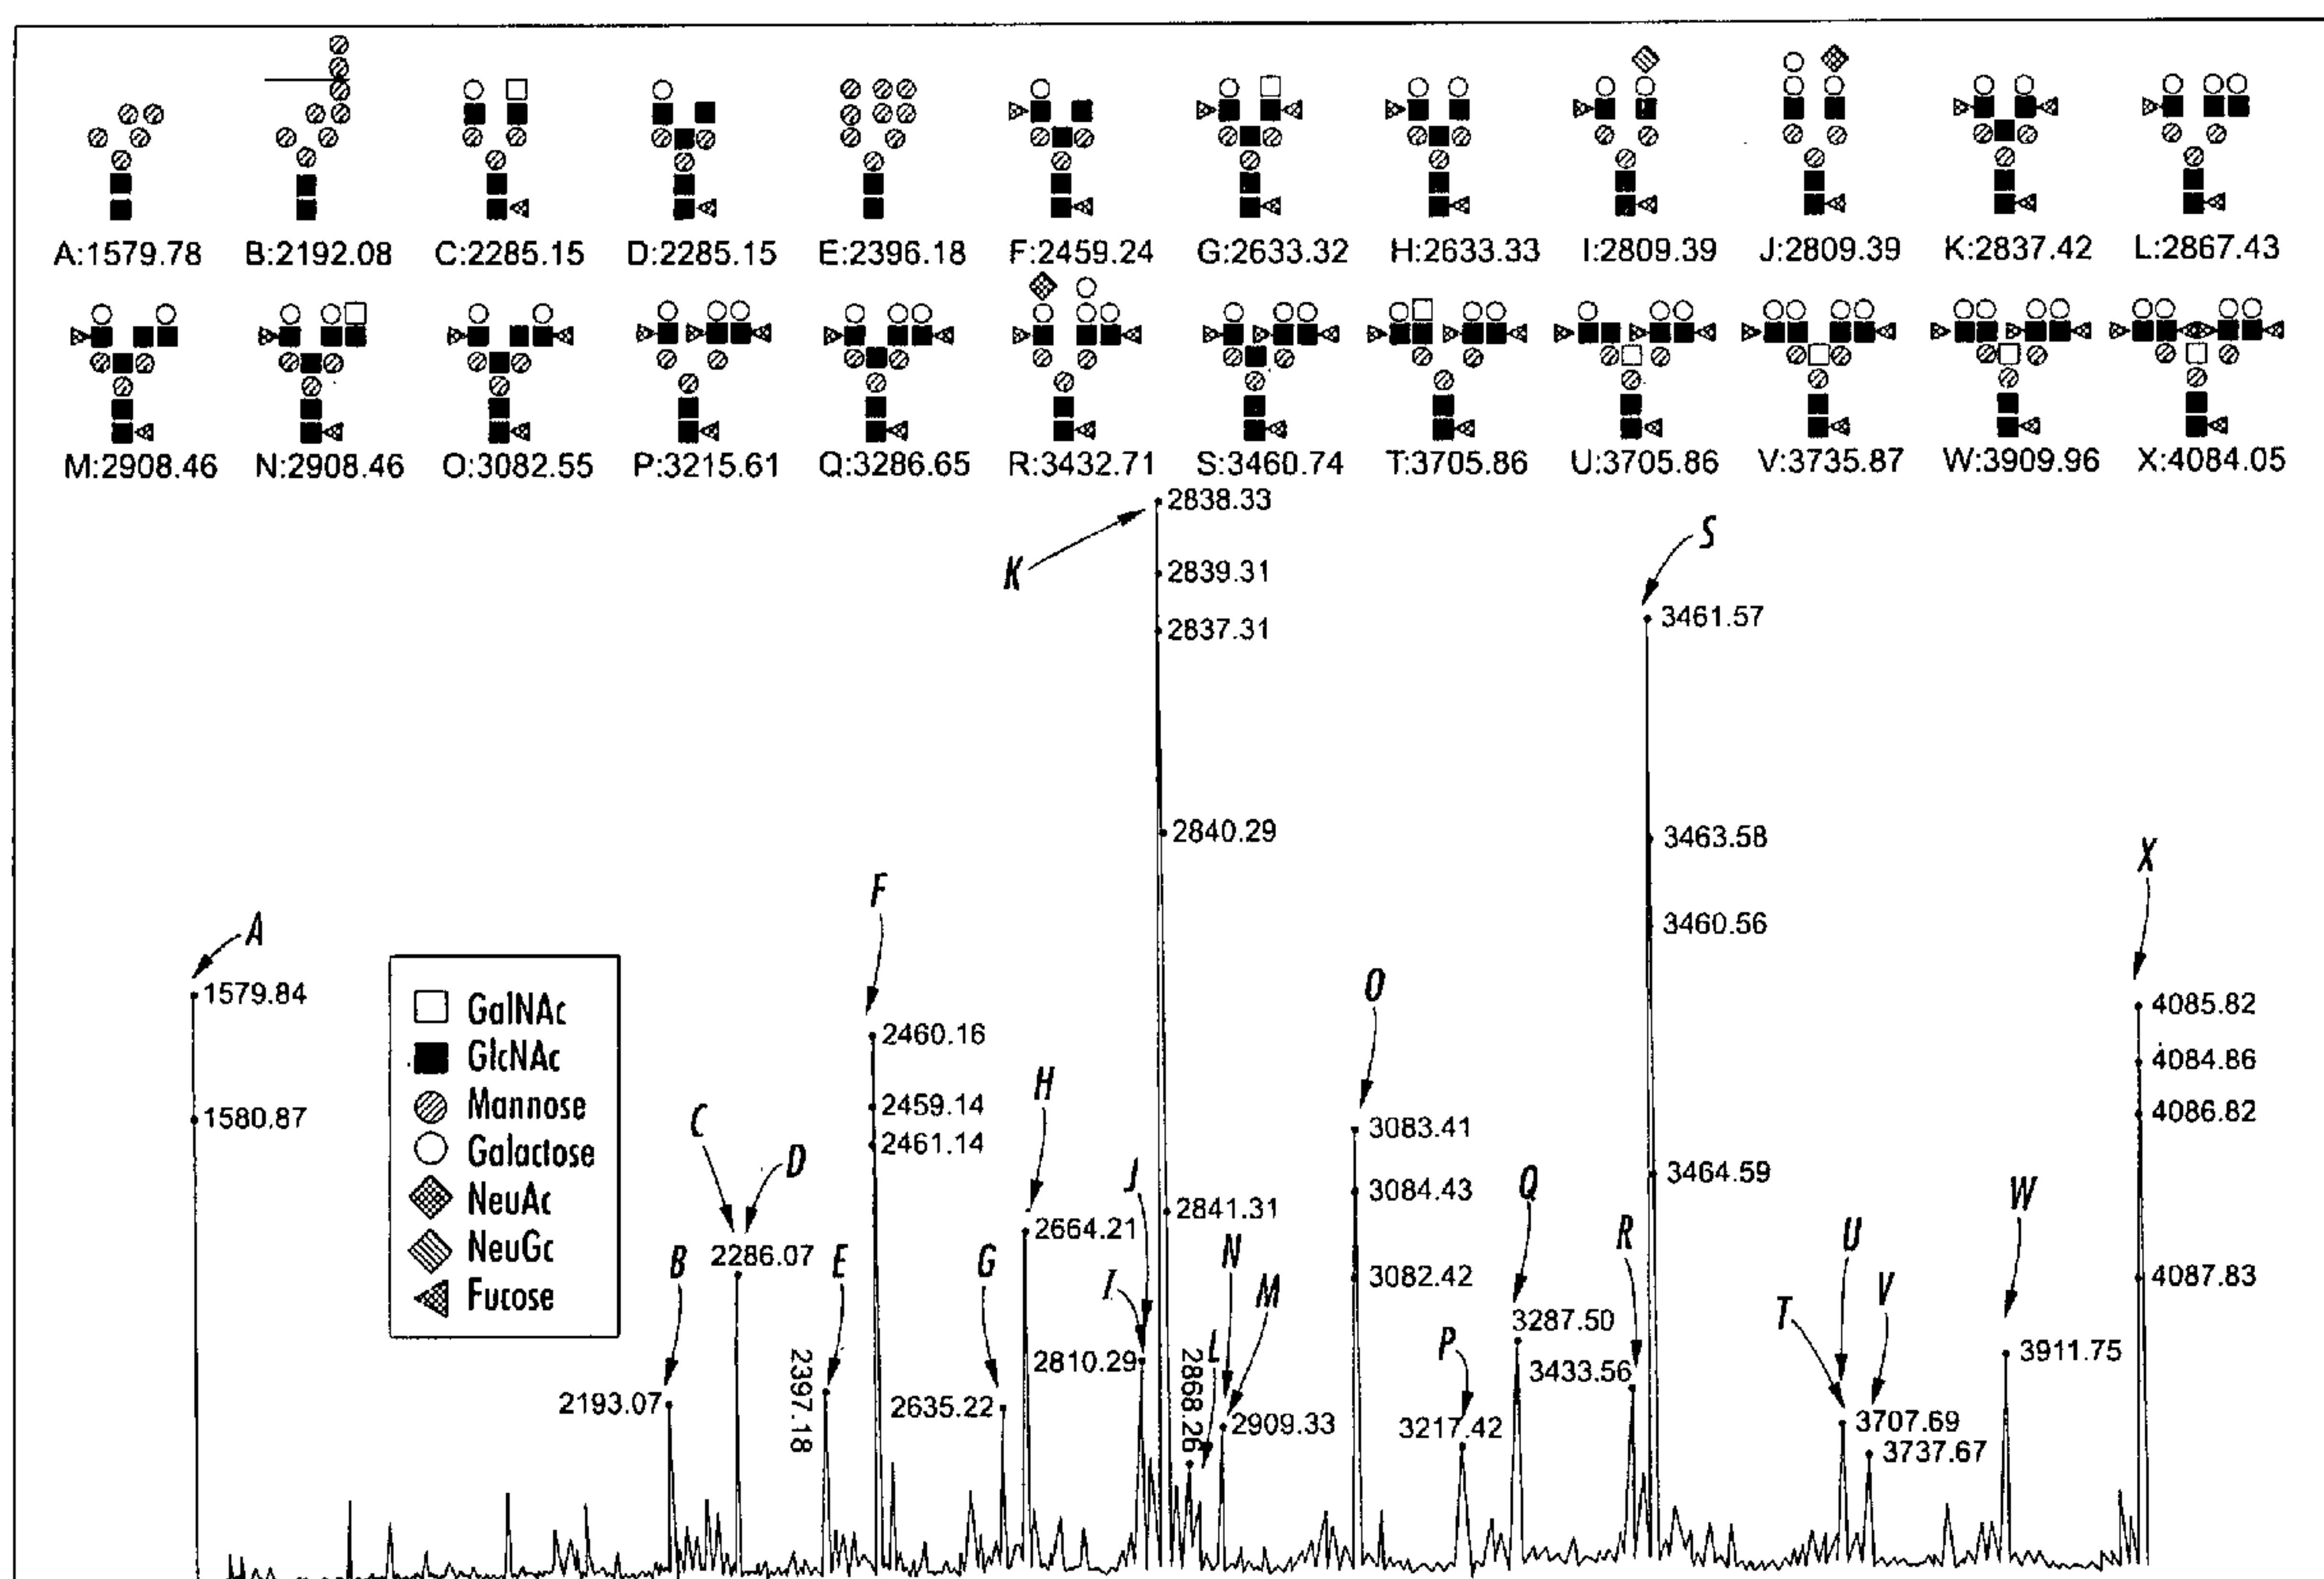 A:1579.78 B:2192.08 C:2285.15 D:2285.15 E:2396.18 F:2459.24 G:2633.32 H:2633.33 I:2809.39 J:2809.39 K:2837.42 L:2867.43
M:2908.46 N:2908.46 O:3082.55 P:3215.61 Q:3286.65 R:3432.71 S:3460.74 T:3705.86 U:3705.86 V:3735.87 W:3909.96 X:4084.05
K
2838.33
2839.31
2837.31
2840.29
2841.31
S
3461.57
3463.58
3460.56
3464.59
A
1579.84
1580.87
GalNAc
GlcNAc
Mannose
Galactose
NeuAc
NeuGc
Fucose
B
2193.07
C
D
2286.07
E
2397.18
F
2460.16
2459.14
2461.14
G
2635.22
H
2664.21
J
I
2810.29
L
2868.26
N
M
2909.33
O
3083.41
3084.43
3082.42
P
3217.42
Q
3287.50
R
3433.56
T
U
3707.69
V
3737.67
W
3911.75
X
4085.82
4084.86
4086.82
4087.83